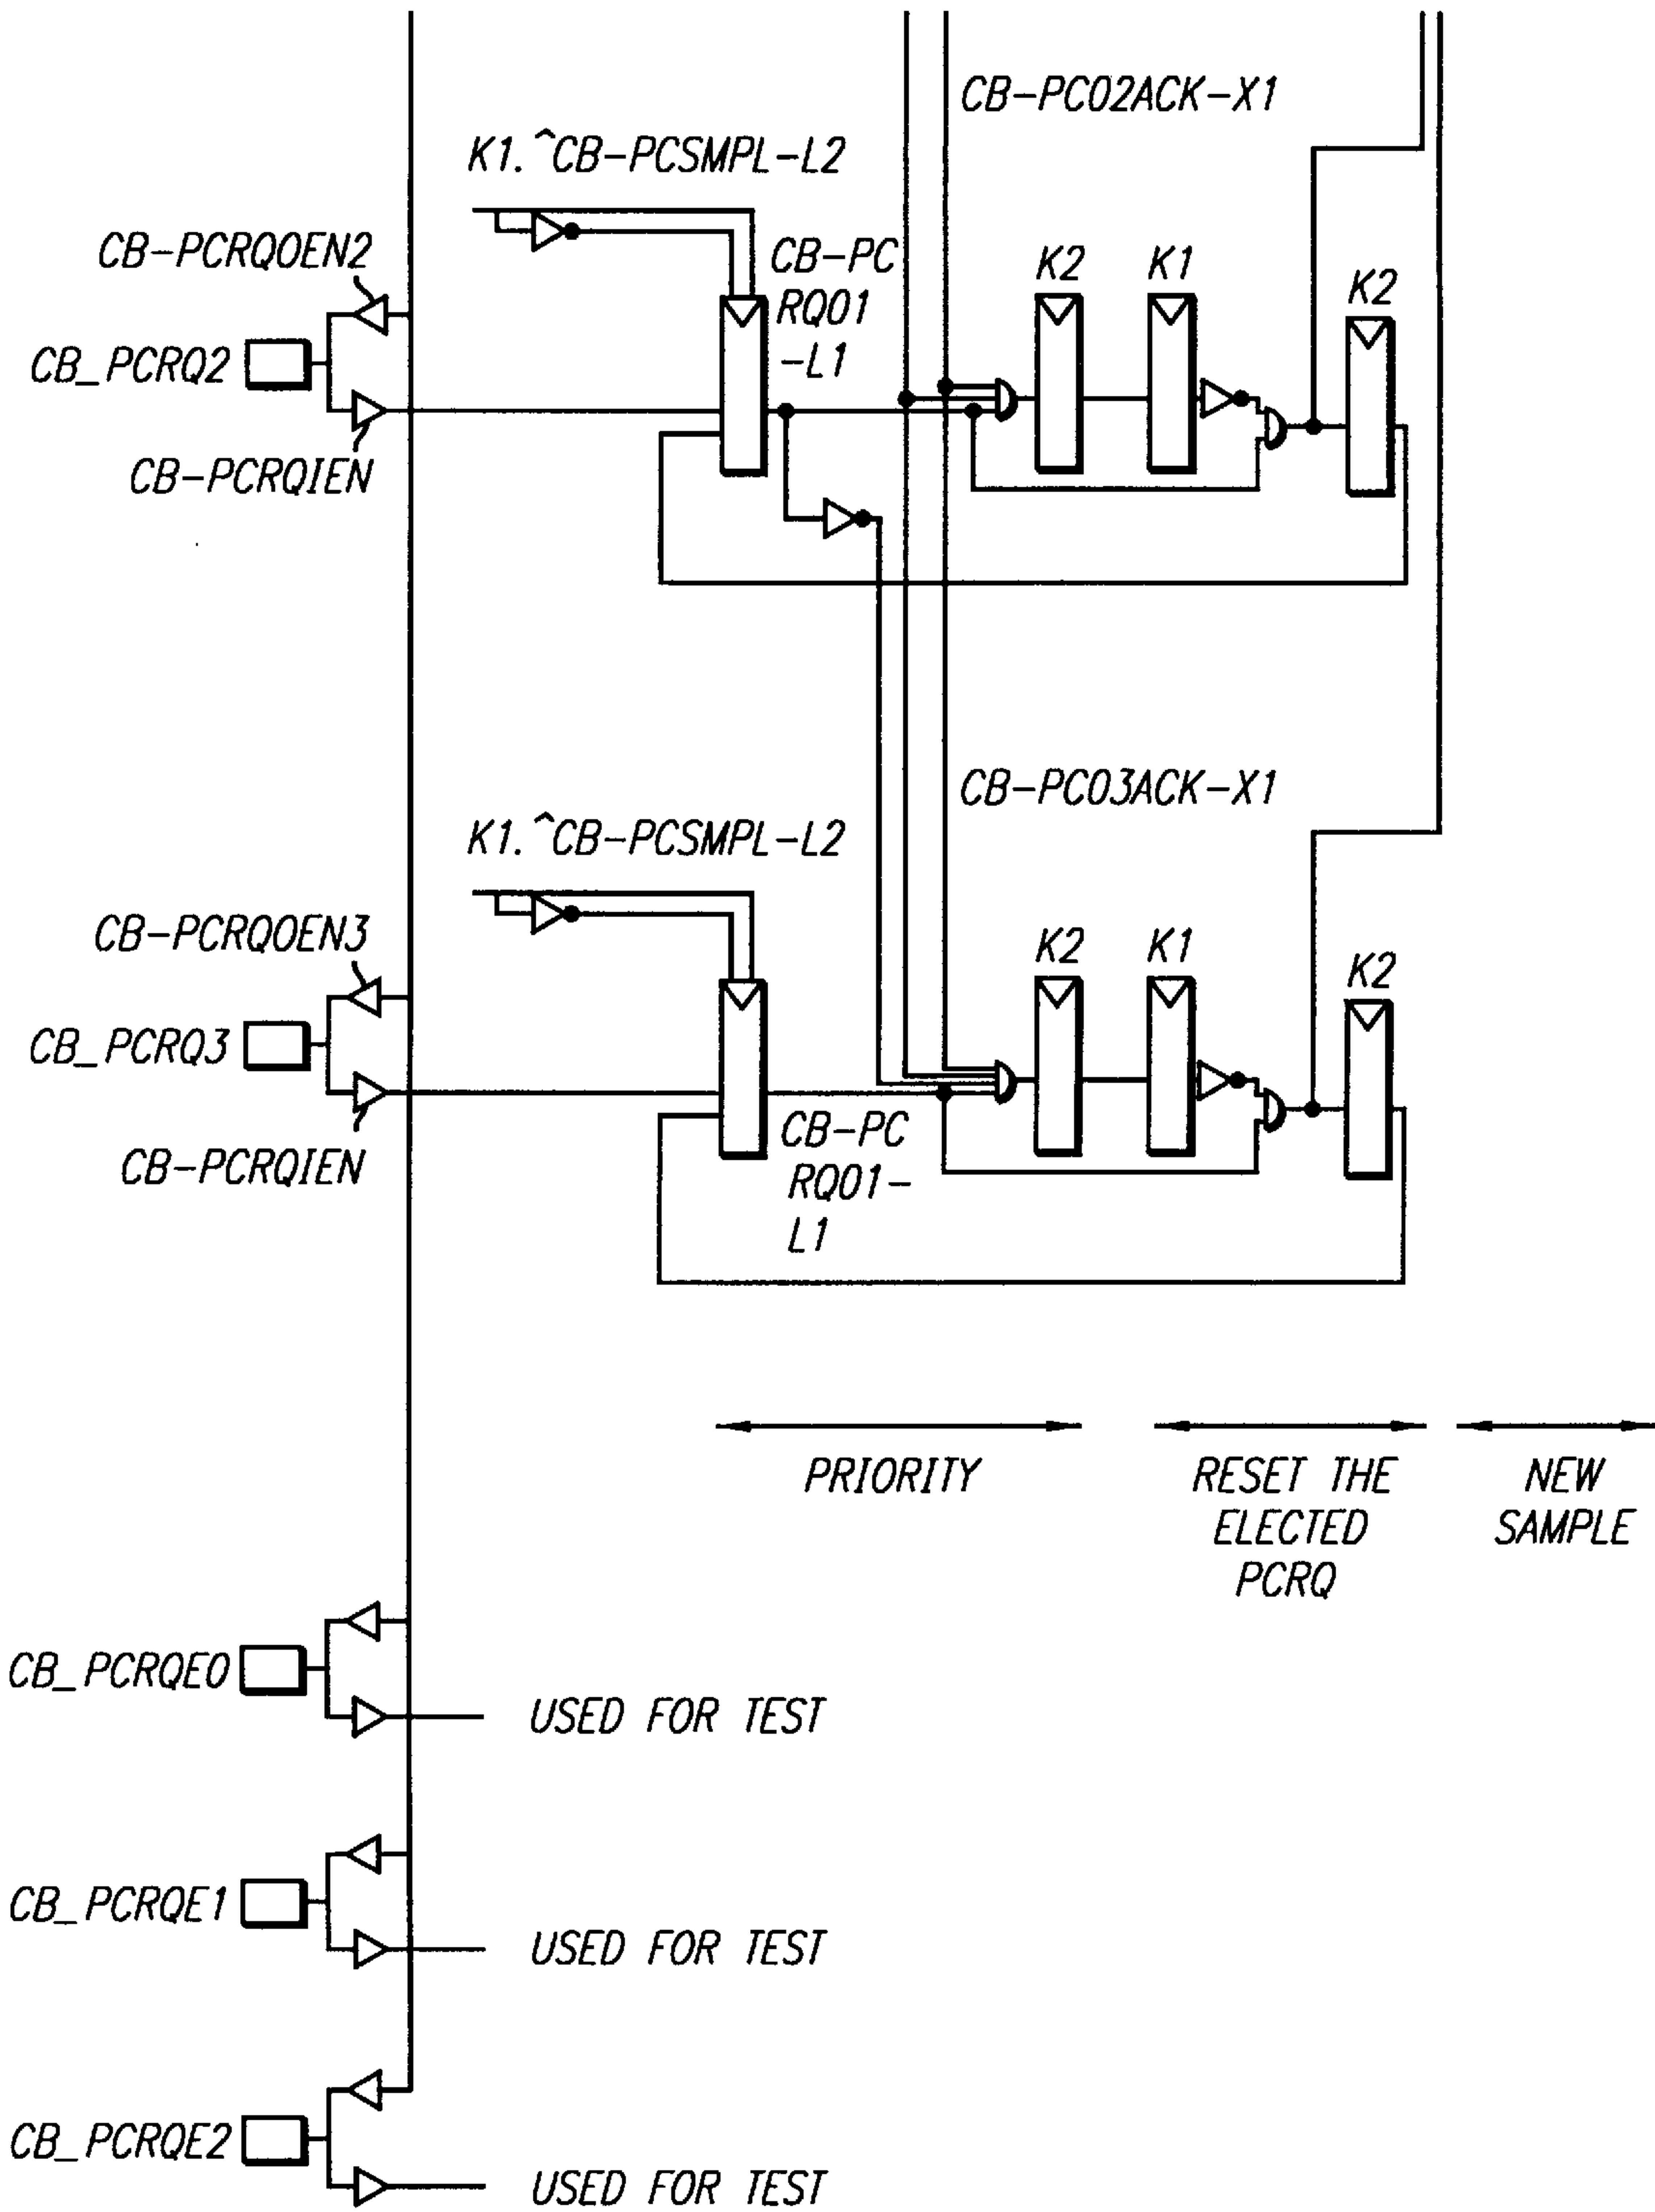 CB-PC02ACK-X1
K1.^CB-PCSMPL-L2
CB-PCRQOEN2
CB-PC
RQ01
-L1
K2
K1
K2
CB_PCRQ2
CB-PCRQIEN
CB-PC03ACK-X1
K1.^CB-PCSMPL-L2
CB-PCRQOEN3
K2
K1
K2
CB_PCRQ3
CB-PCRQIEN
CB-PC
RQ01-
L1
PRIORITY
RESET THE
ELECTED
PCRQ
NEW
SAMPLE
CB_PCRQE0
USED FOR TEST
CB_PCRQE1
USED FOR TEST
CB_PCRQE2
USED FOR TEST